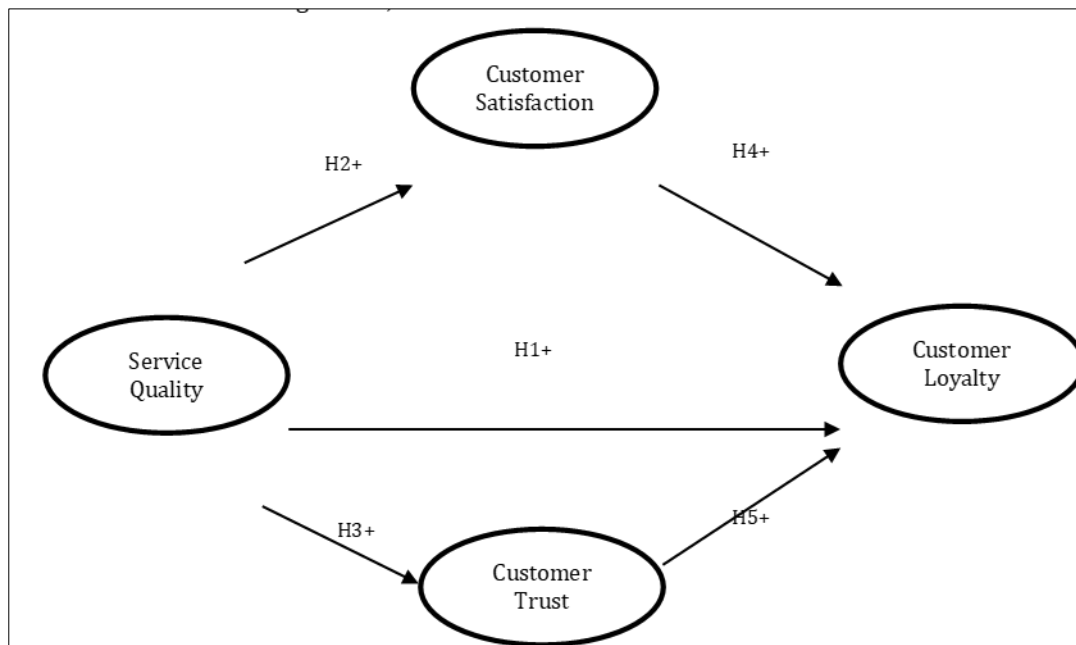 Customer
Satisfaction
H2+
H4+
H1+
Service
Quality
Customer
Loyalty
H3+
H5+
Customer
Trust